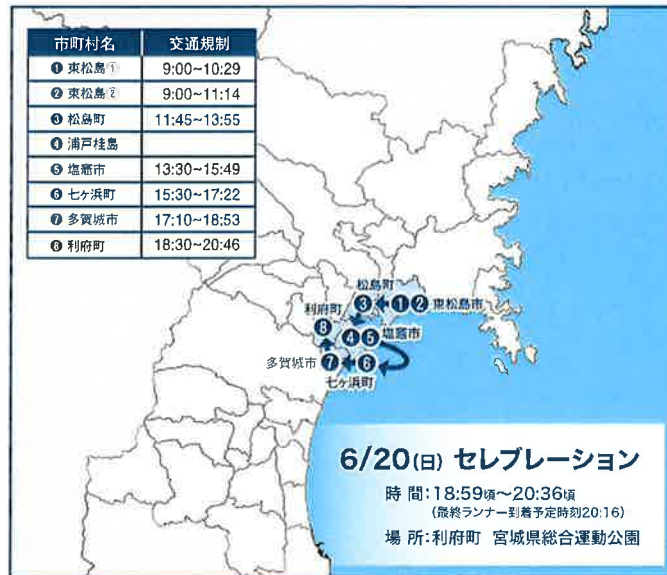 市町村名 交通規制
❶ 東松島① 9:00~10:29
❷ 東松島② 9:00~11:14
❸ 松島町 11:45~13:55
❹ 浦戸桂島
❺ 塩竈市 13:30~15:49
❻ 七ヶ浜町 15:30~17:22
❼ 多賀城市 17:10~18:53
❽ 利府町 18:30~20:46
松島町
❸ ❶ ❷ 東松島市
利府町
❽ ❹ ❺ 塩竈市
多賀城市 ❼ ❻
七ヶ浜町
6/20(日) セレブレーション
時 間:18:59頃~20:36頃
(最終ランナー到着予定時刻20:16)
場 所:利府町 宮城県総合運動公園